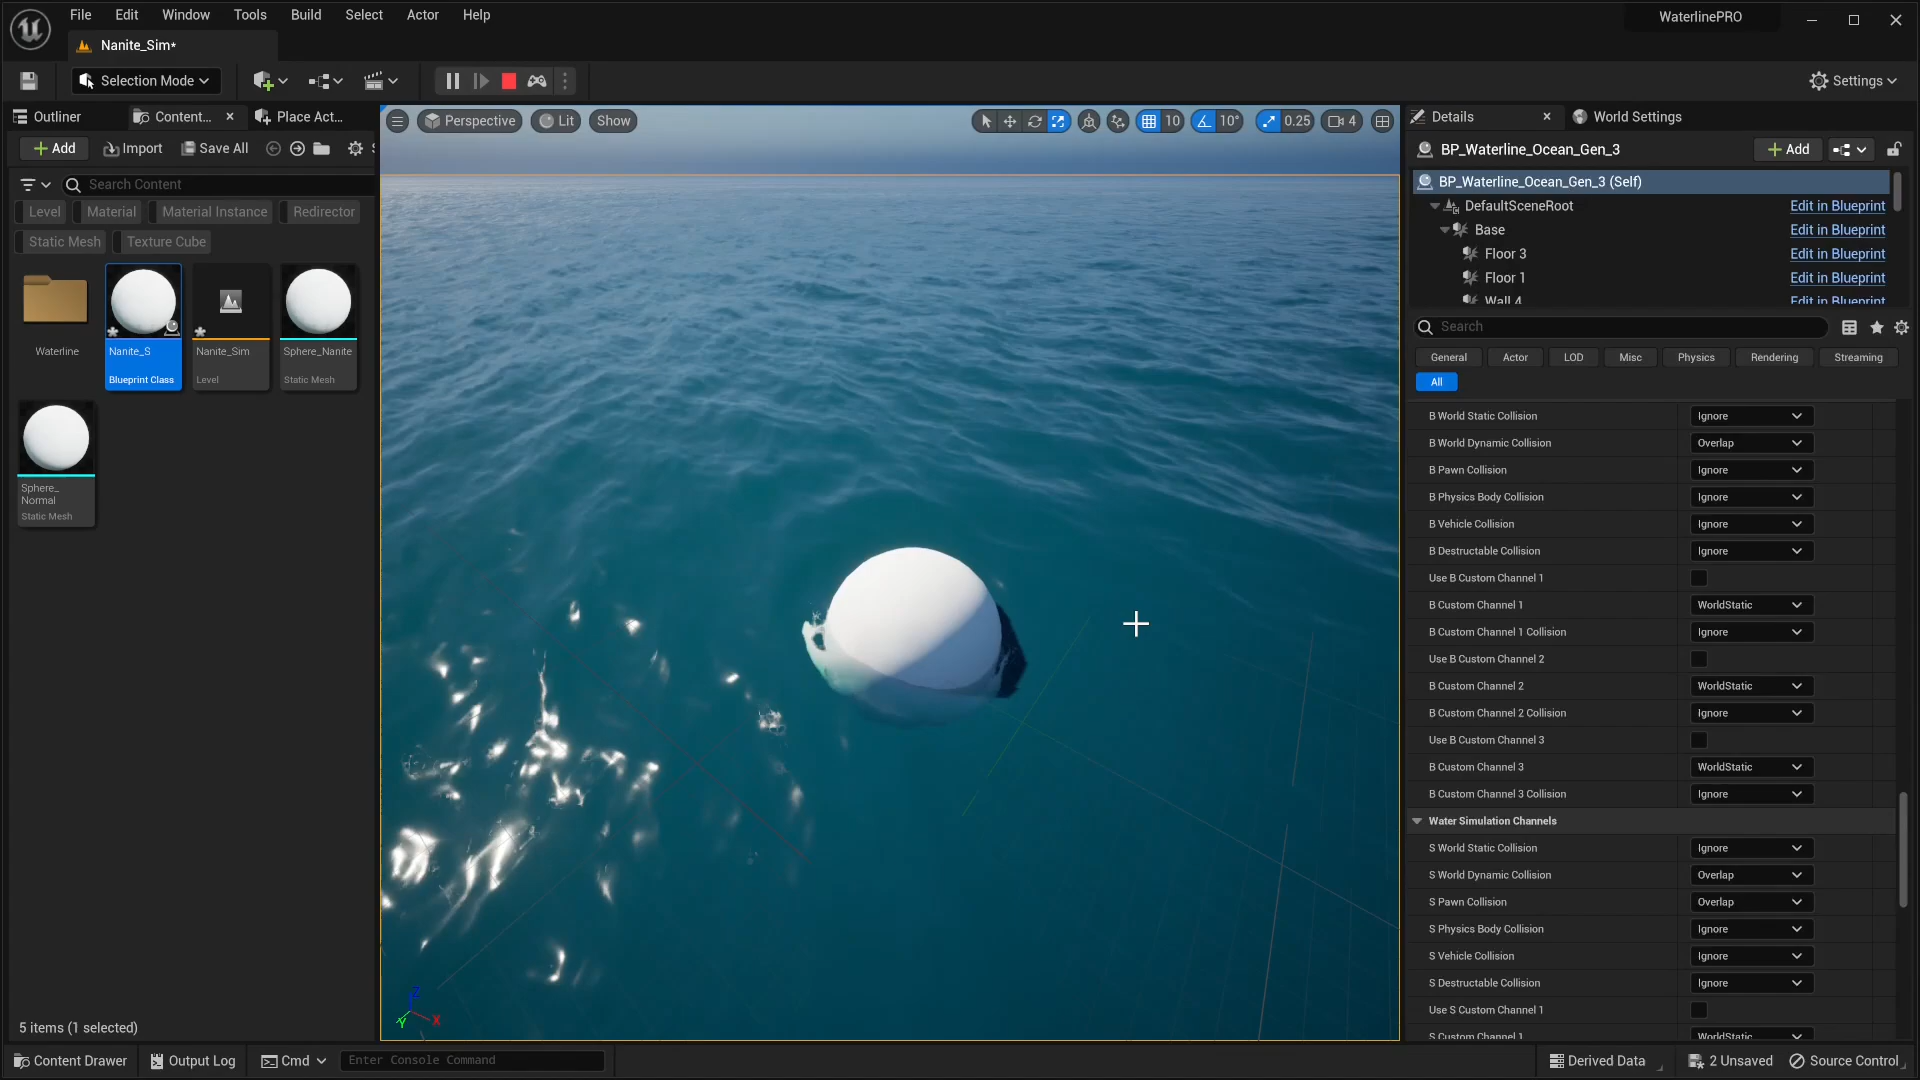 File Edit Window Tools Build Select Actor Help
WaterlinePRO
Nanite_Sim*
Selection Mode
Settings
Outliner
Content...
Place Act...
Add
Import
Save All
Search Content
Level
Material
Material Instance
Redirector
Static Mesh
Texture Cube
Waterline
Nanite_S
Blueprint Class
Nanite_Sim
Level
Sphere_Nanite
Static Mesh
Sphere_
Normal
Static Mesh
5 items (1 selected)
Perspective
Lit
Show
10
10°
0.25
4
Z
Y
X
Details
World Settings
BP_Waterline_Ocean_Gen_3
Add
BP_Waterline_Ocean_Gen_3 (Self)
DefaultSceneRoot Edit in Blueprint
Base Edit in Blueprint
Floor 3 Edit in Blueprint
Floor 1 Edit in Blueprint
Wall 4 Edit in Blueprint
Search
General
Actor
LOD
Misc
Physics
Rendering
Streaming
All
B World Static Collision Ignore
B World Dynamic Collision Overlap
B Pawn Collision Ignore
B Physics Body Collision Ignore
B Vehicle Collision Ignore
B Destructable Collision Ignore
Use B Custom Channel 1
B Custom Channel 1 WorldStatic
B Custom Channel 1 Collision Ignore
Use B Custom Channel 2
B Custom Channel 2 WorldStatic
B Custom Channel 2 Collision Ignore
Use B Custom Channel 3
B Custom Channel 3 WorldStatic
B Custom Channel 3 Collision Ignore
Water Simulation Channels
S World Static Collision Ignore
S World Dynamic Collision Overlap
S Pawn Collision Overlap
S Physics Body Collision Ignore
S Vehicle Collision Ignore
S Destructable Collision Ignore
Use S Custom Channel 1
S Custom Channel 1 WorldStatic
Content Drawer
Output Log
Cmd
Enter Console Command
Derived Data
2 Unsaved
Source Control